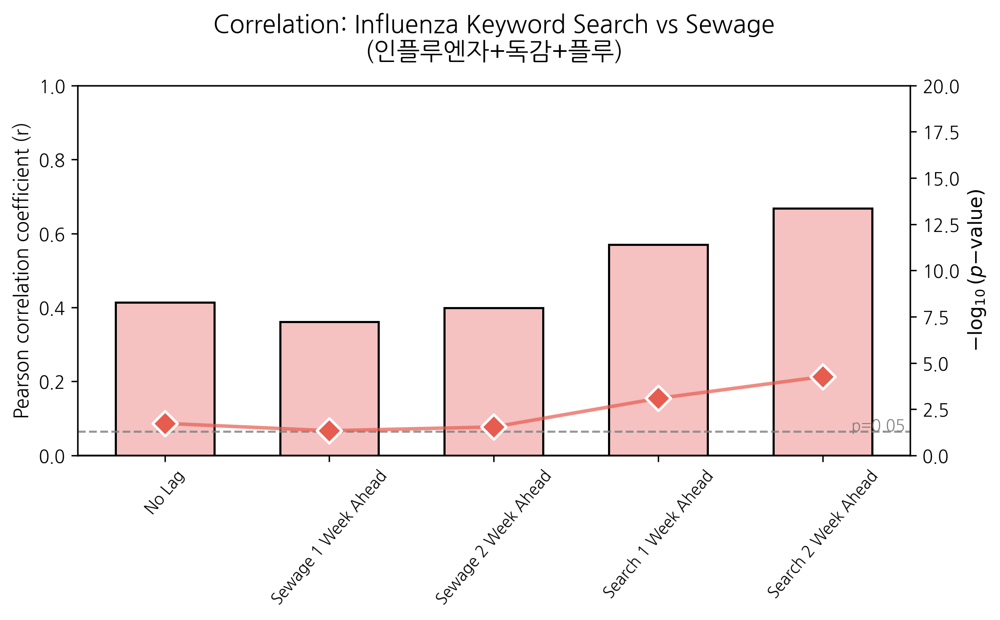 Correlation: Influenza Keyword Search vs Sewage
(인플루엔자+독감+플루)
Pearson correlation coefficient (r)
1.0
0.8
0.6
0.4
0.2
0.0
20.0
17.5
15.0
12.5
10.0
7.5
5.0
2.5
0.0
−log₁₀(p−value)
p=0.05
No Lag
Sewage 1 Week Ahead
Sewage 2 Week Ahead
Search 1 Week Ahead
Search 2 Week Ahead